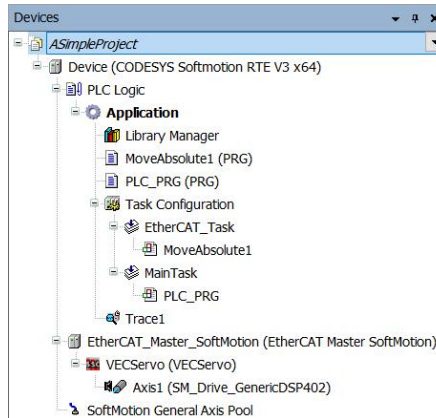 Devices
ASimpleProject
Device (CODESYS Softmotion RTE V3 x64)
PLC Logic
Application
Library Manager
MoveAbsolute1 (PRG)
PLC_PRG (PRG)
Task Configuration
EtherCAT_Task
MoveAbsolute1
MainTask
PLC_PRG
Trace1
EtherCAT_Master_SoftMotion (EtherCAT Master SoftMotion)
VECServo (VECServo)
Axis1 (SM_Drive_GenericDSP402)
SoftMotion General Axis Pool